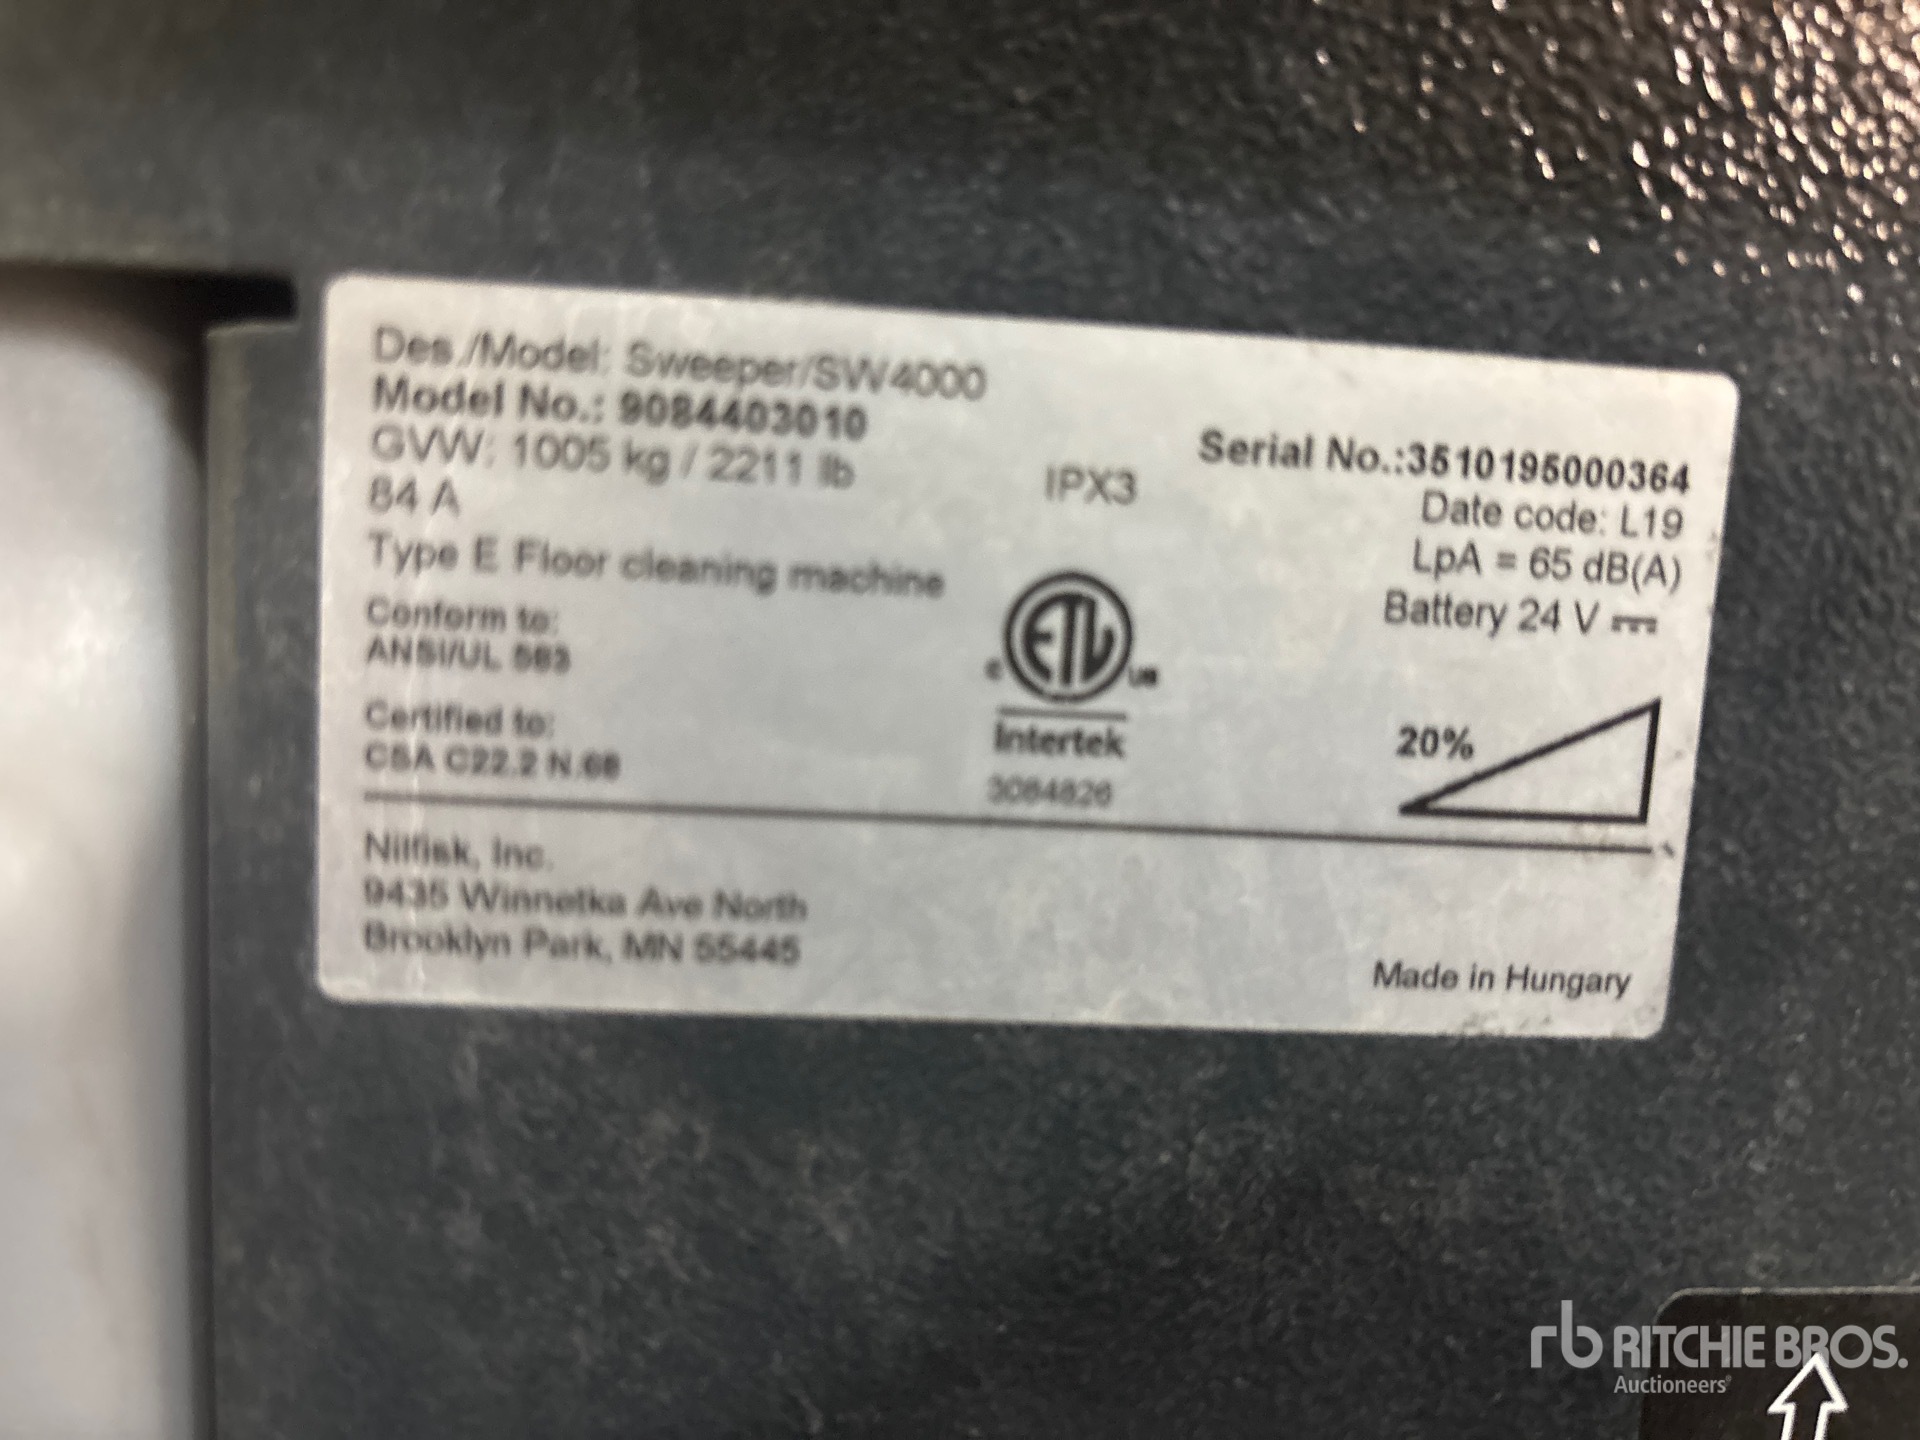 Des./Model: Sweeper/SW4000
Model No.: 9084403010
GVW: 1005 kg / 2211 lb
84 A
Type E Floor cleaning machine
Conform to:
ANSI/UL 583
Certified to:
CSA C22.2 N.68
IPX3
C ETL US
Intertek
3084826
Serial No.:3510195000364
Date code: L19
LpA = 65 dB(A)
Battery 24 V
20%
Nilfisk, Inc.
9435 Winnetka Ave North
Brooklyn Park, MN 55445
Made in Hungary
rb RITCHIE BROS.
Auctioneers